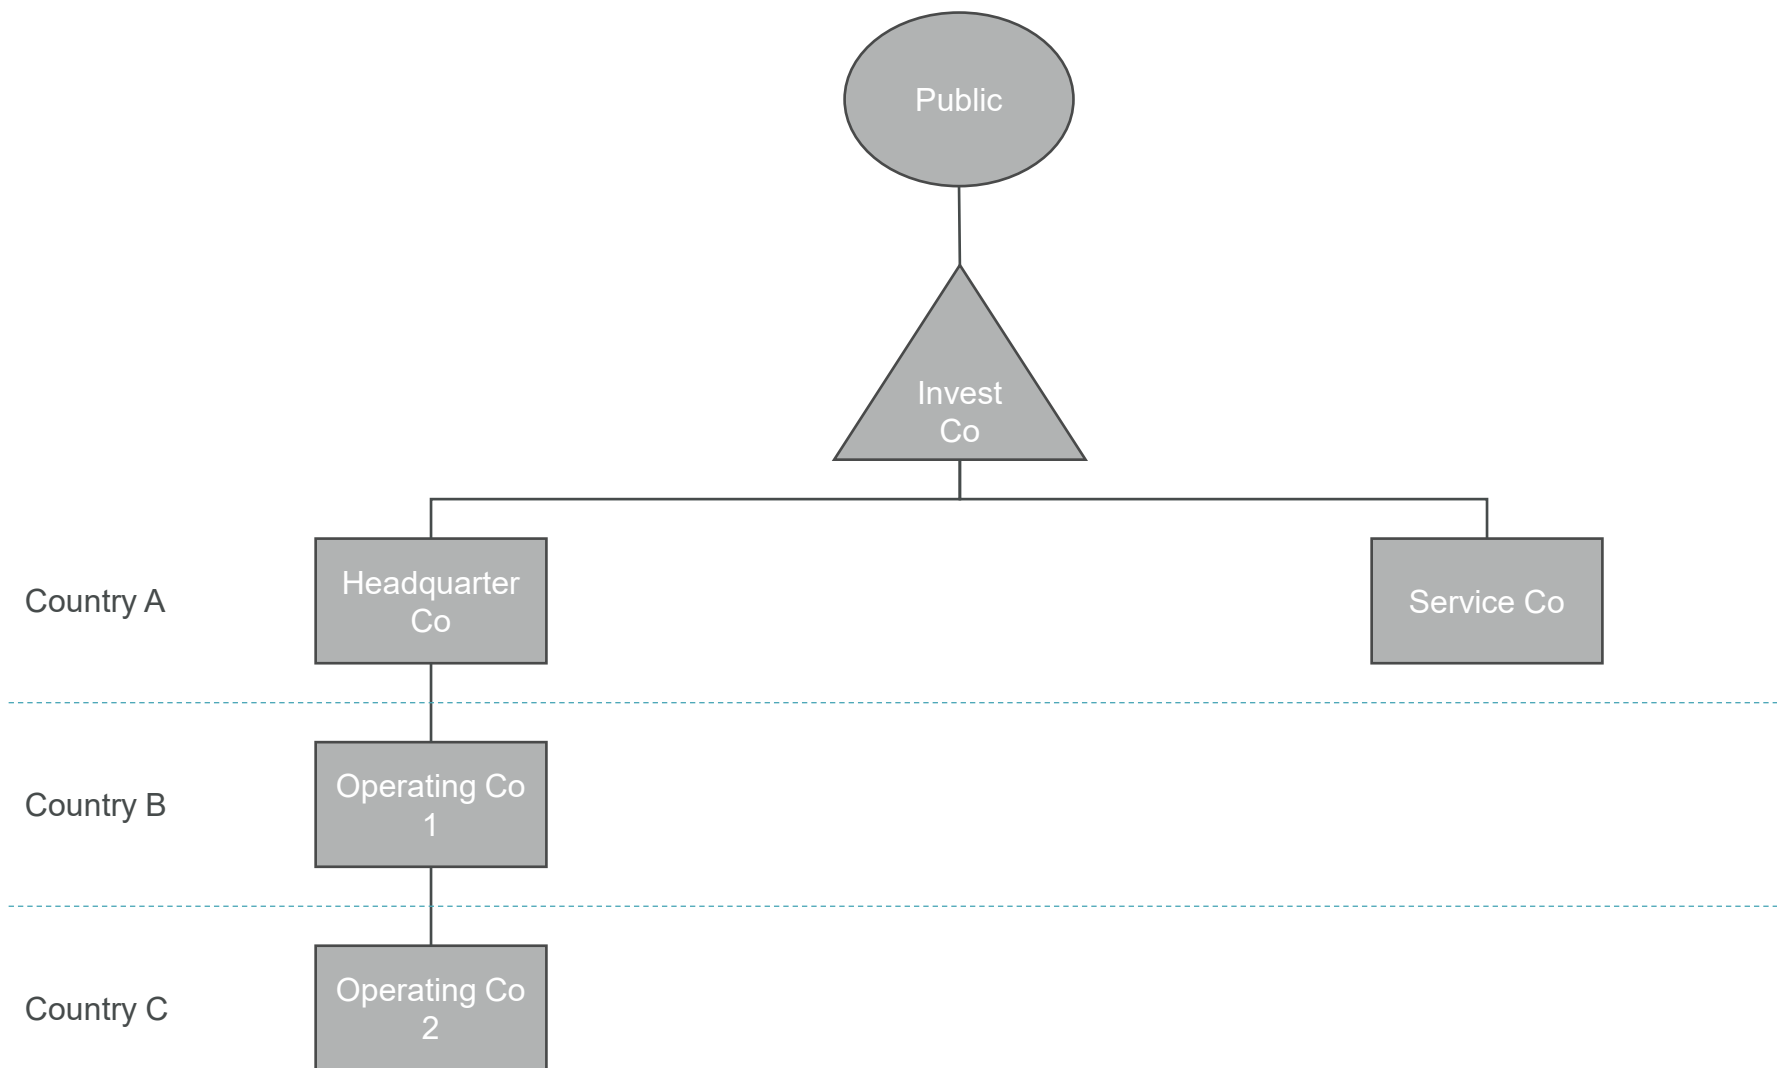 Public
Invest
Co
Country A
Headquarter
Co
Service Co
Country B
Operating Co
1
Country C
Operating Co
2